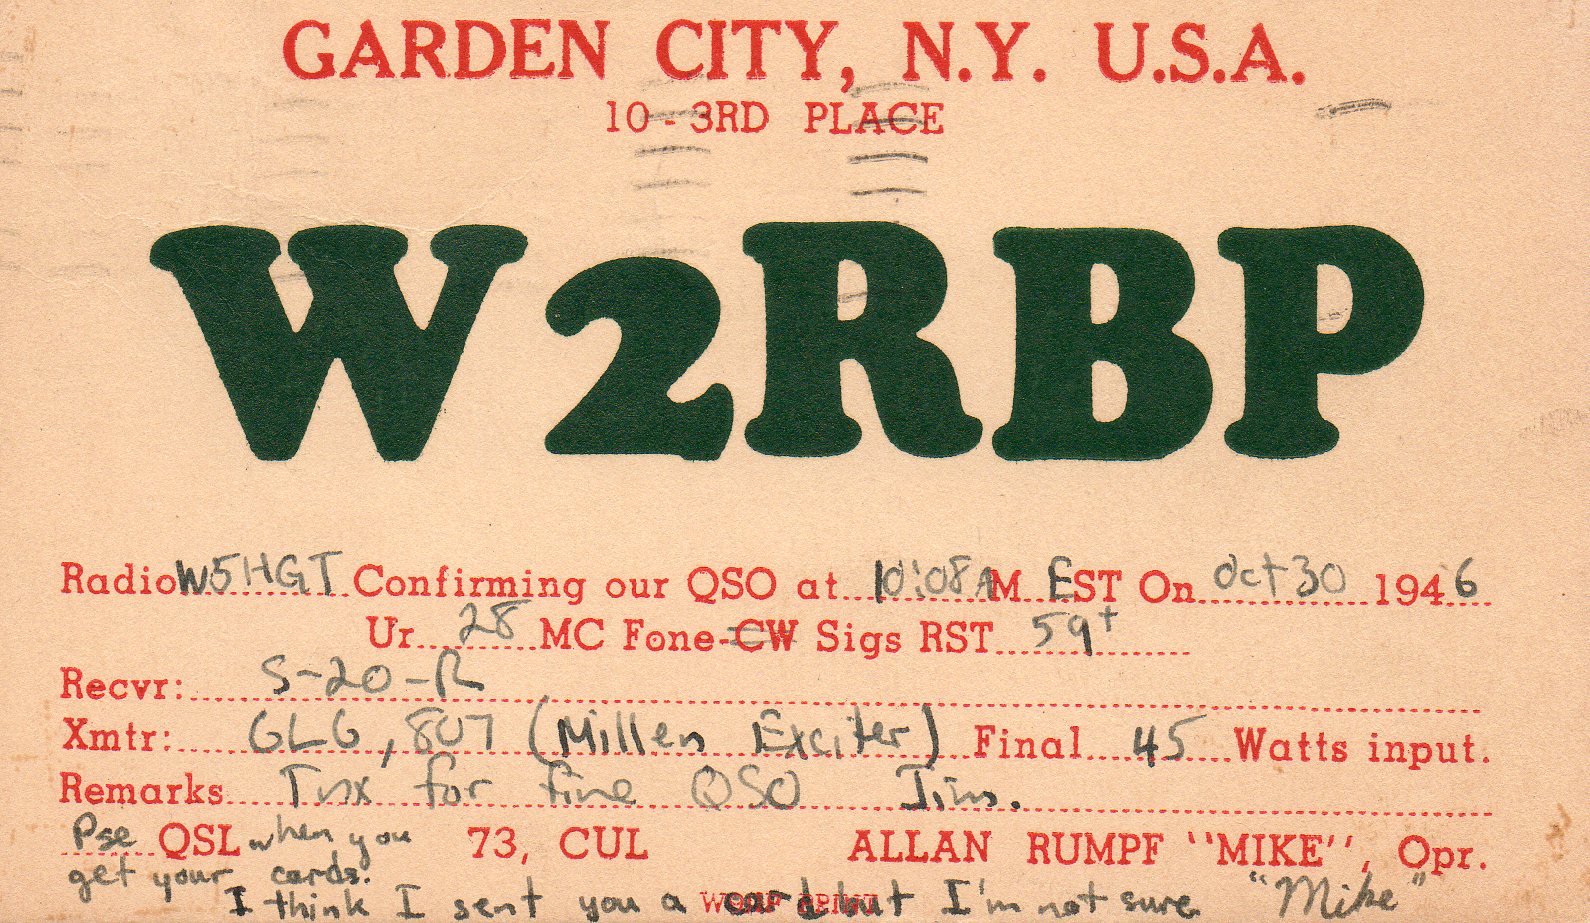 GARDEN CITY, N.Y. U.S.A.
10 - 3RD PLACE
W2RBP
Radio W5HGT Confirming our QSO at 10:08 AM EST On Oct 30 1946
Ur 28 MC Fone-CW Sigs RST 59+
Recvr: S-20-R
Xmtr: 6L6, 807 (Millen Exciter) Final 45 Watts input.
Remarks Tnx for fine QSO Jim.
Pse QSL when you 73, CUL ALLAN RUMPF "MIKE", Opr.
get your cards.
I think I sent you a card but I'm not sure "Mike"